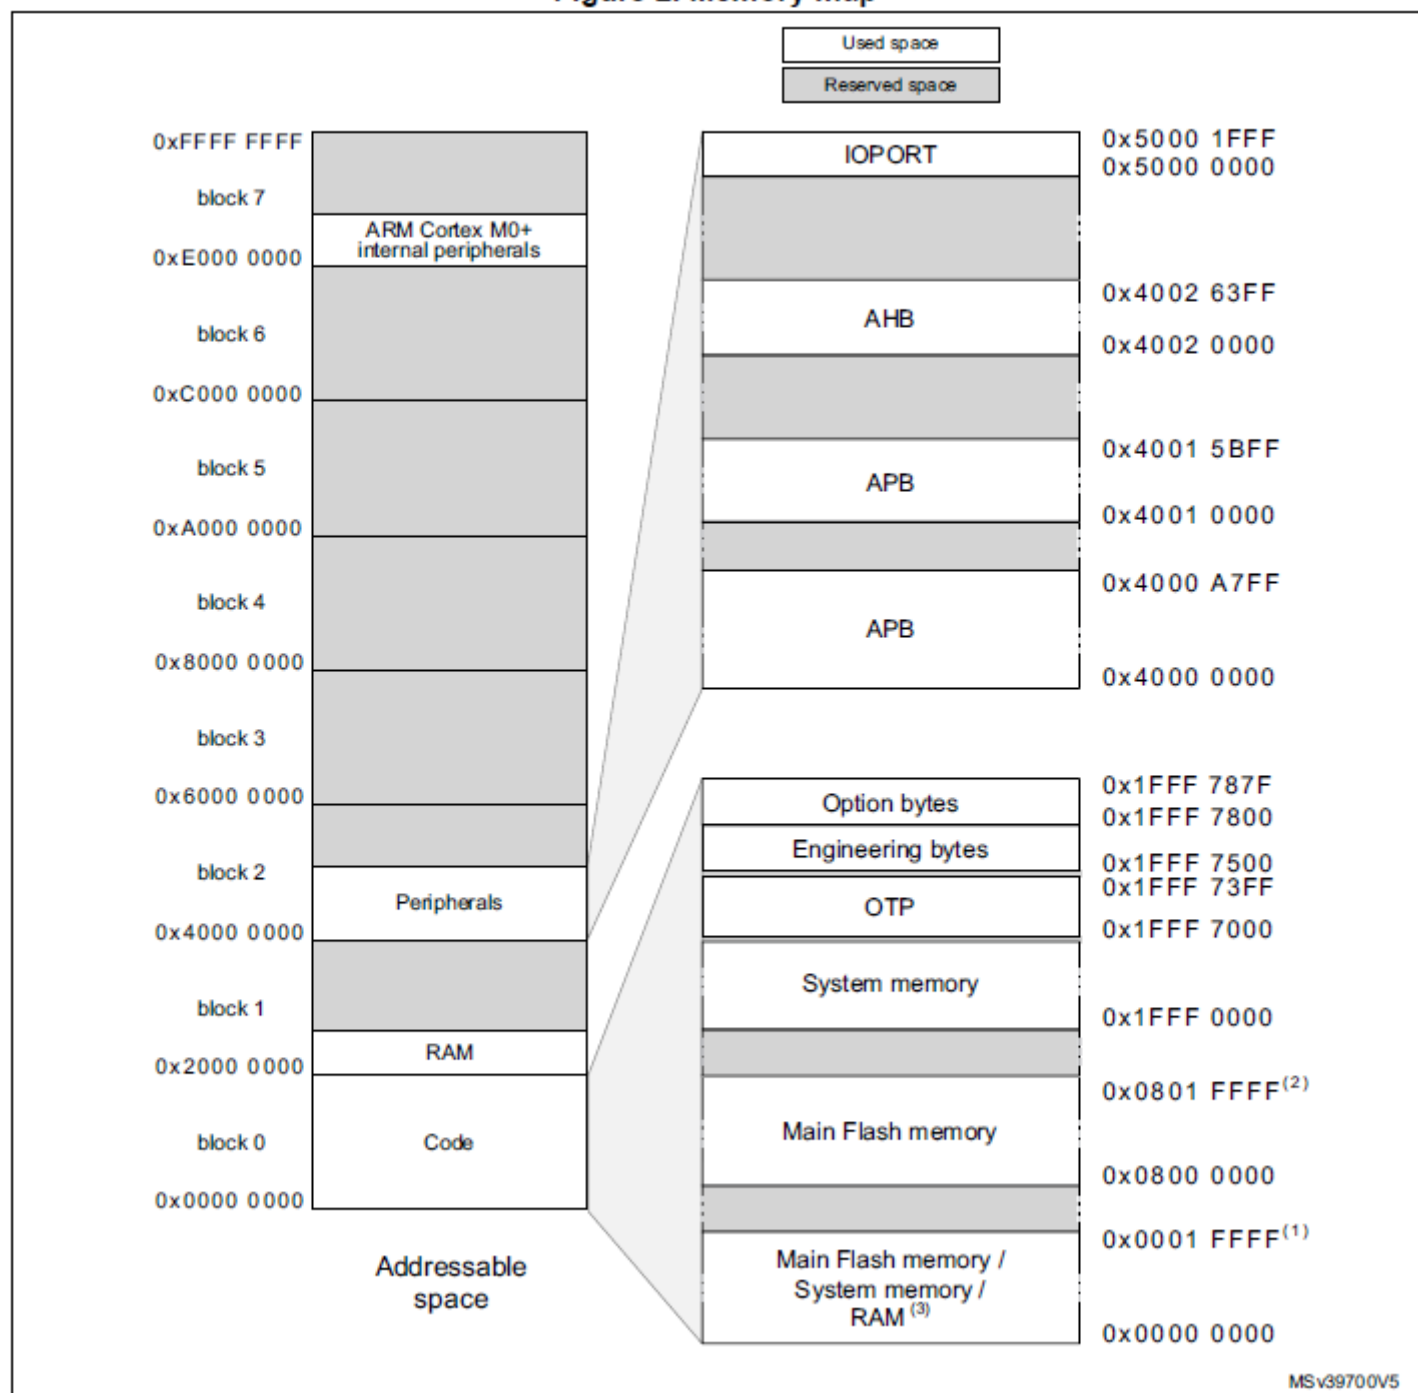 Figure 2. Memory map
Used space
Reserved space
0xFFFF FFFF
block 7
ARM Cortex M0+
internal peripherals
0xE000 0000
block 6
0xC000 0000
block 5
0xA000 0000
block 4
0x8000 0000
block 3
0x6000 0000
block 2
Peripherals
0x4000 0000
block 1
RAM
0x2000 0000
block 0
Code
0x0000 0000
Addressable
space
IOPORT
0x5000 1FFF
0x5000 0000
AHB
0x4002 63FF
0x4002 0000
APB
0x4001 5BFF
0x4001 0000
APB
0x4000 A7FF
0x4000 0000
Option bytes
0x1FFF 787F
0x1FFF 7800
Engineering bytes
0x1FFF 7500
OTP
0x1FFF 73FF
0x1FFF 7000
System memory
0x1FFF 0000
Main Flash memory
0x0801 FFFF(2)
0x0800 0000
Main Flash memory /
System memory /
RAM(3)
0x0001 FFFF(1)
0x0000 0000
MSv39700V5